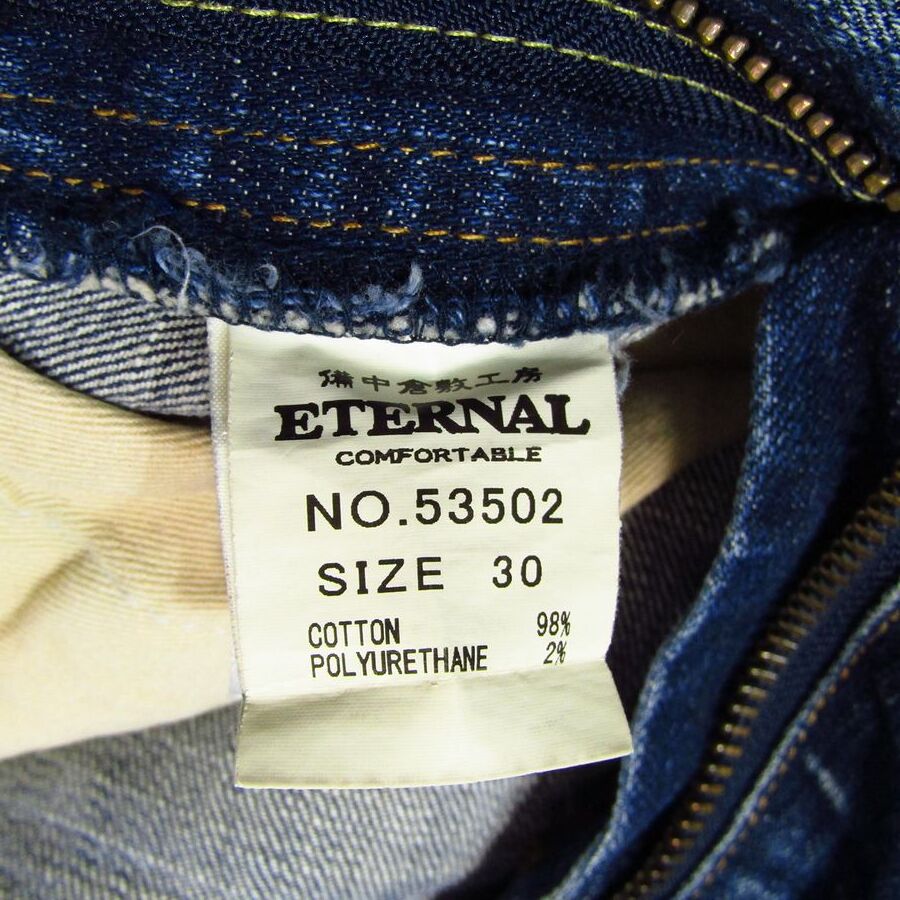 備中倉敷工房
ETERNAL
COMFORTABLE
NO.53502
SIZE 30
COTTON 98%
POLYURETHANE 2%